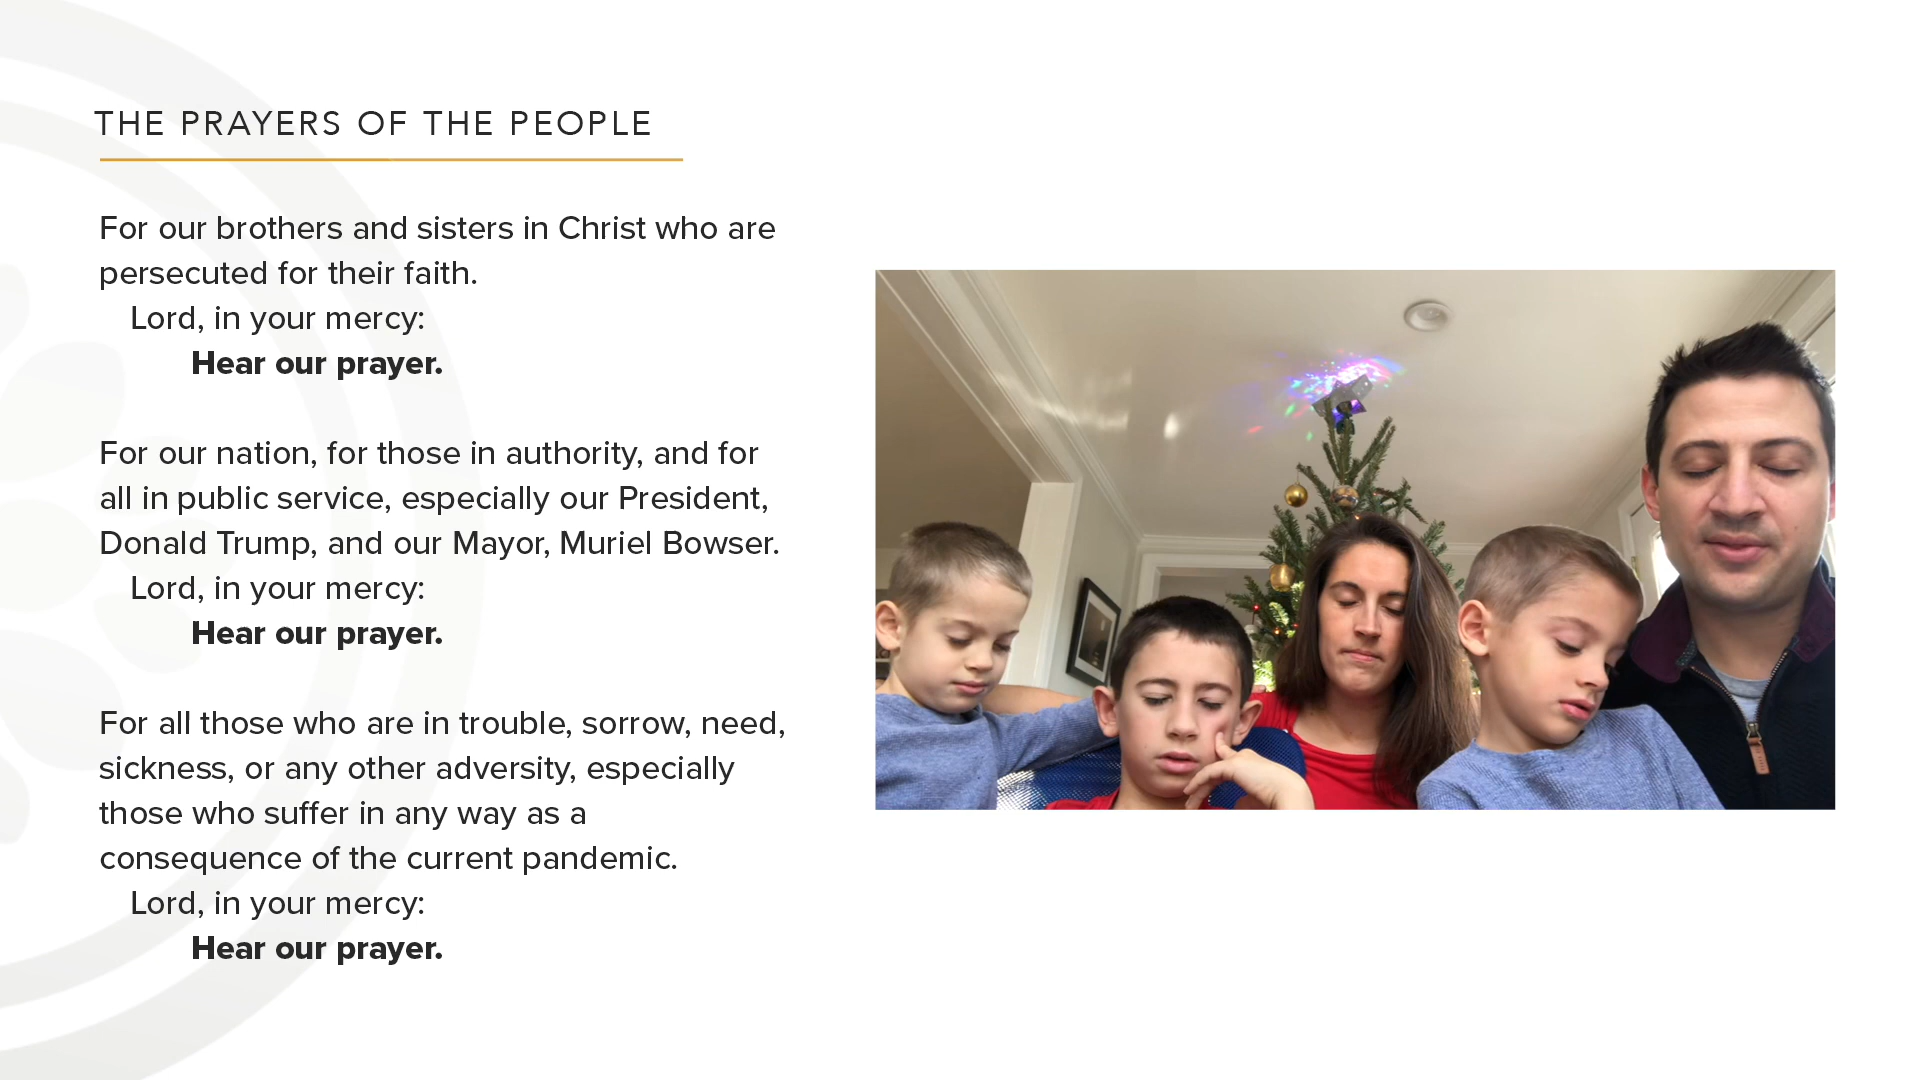 THE PRAYERS OF THE PEOPLE
For our brothers and sisters in Christ who are
persecuted for their faith.
Lord, in your mercy:
Hear our prayer.
For our nation, for those in authority, and for
all in public service, especially our President,
Donald Trump, and our Mayor, Muriel Bowser.
Lord, in your mercy:
Hear our prayer.
For all those who are in trouble, sorrow, need,
sickness, or any other adversity, especially
those who suffer in any way as a
consequence of the current pandemic.
Lord, in your mercy:
Hear our prayer.